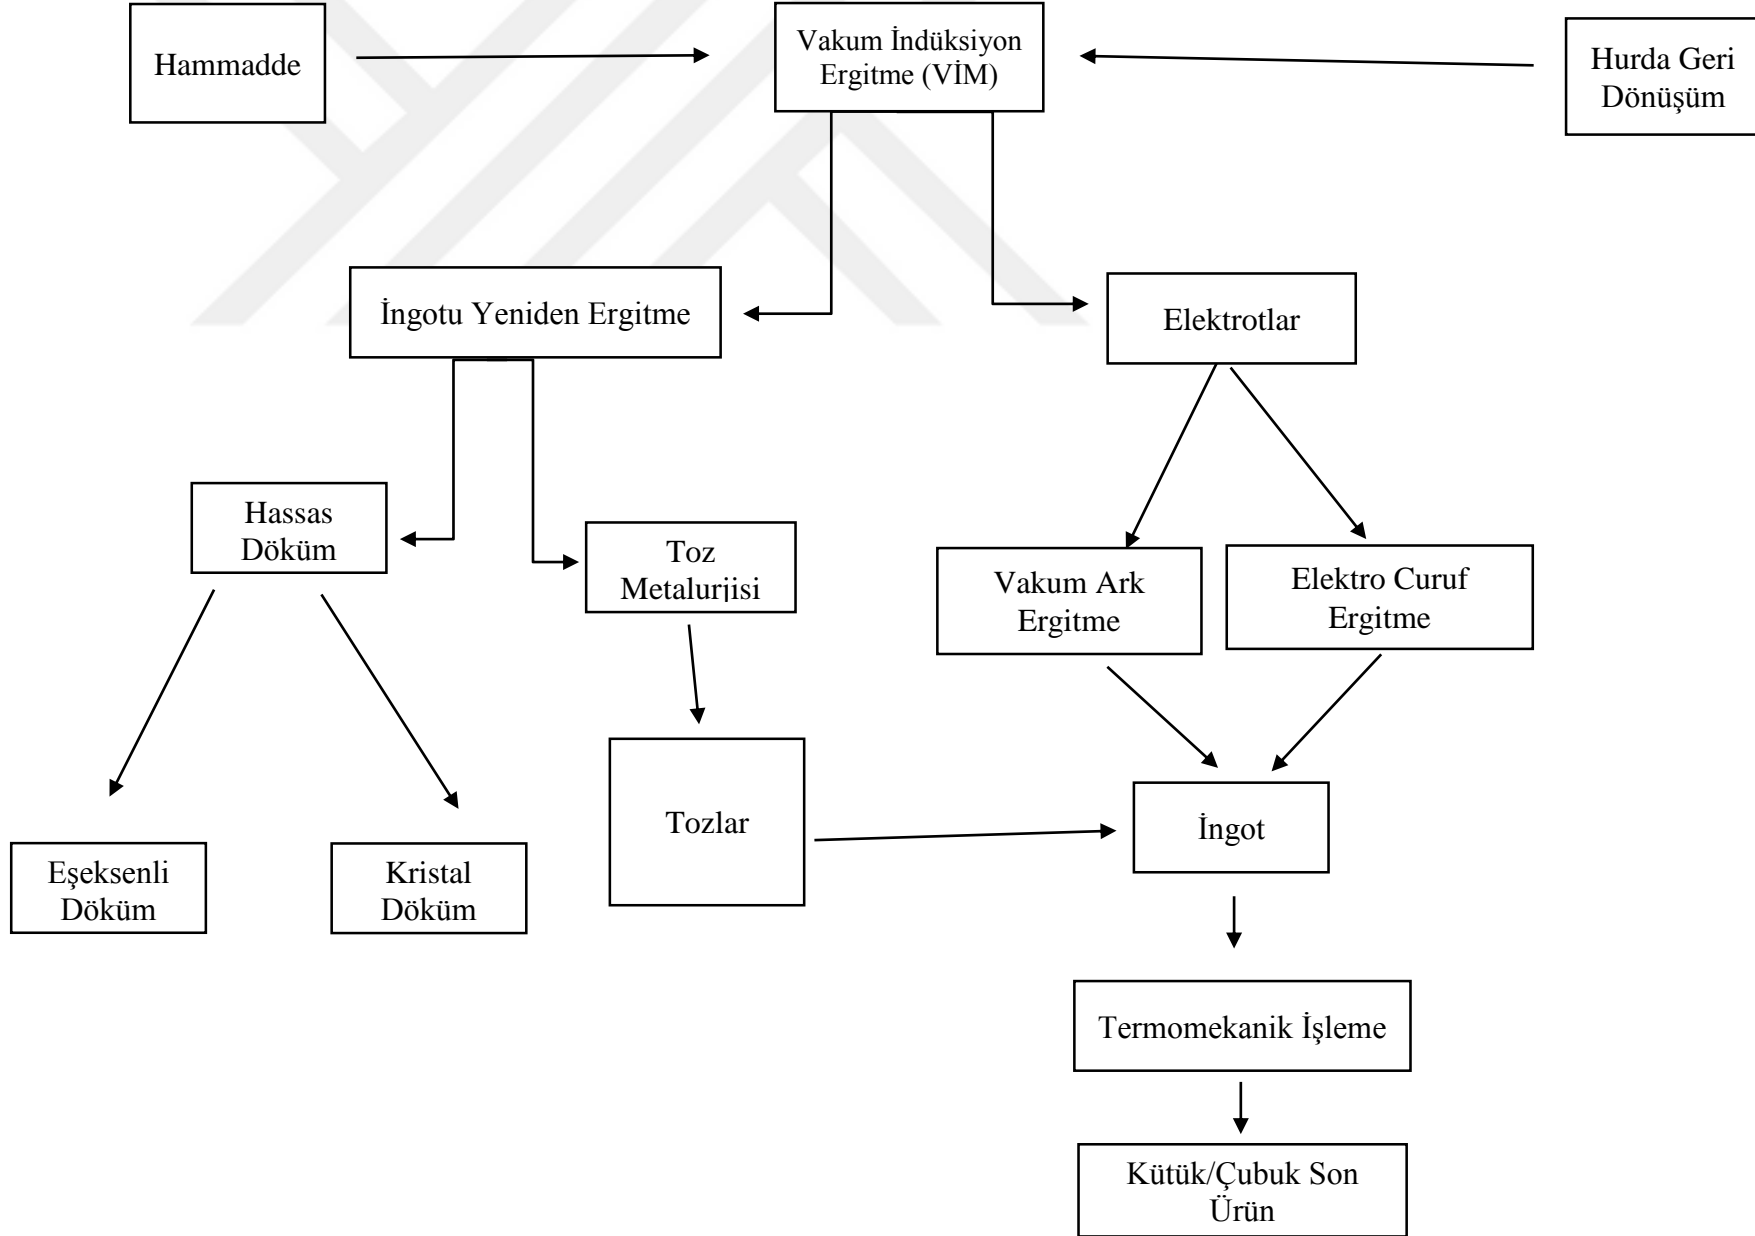 Hammadde
Vakum İndüksiyon
Ergitme (VİM)
Hurda Geri
Dönüşüm
İngotu Yeniden Ergitme
Elektrotlar
Hassas
Döküm
Toz
Metalurjisi
Vakum Ark
Ergitme
Elektro Curuf
Ergitme
Eşeksenli
Döküm
Kristal
Döküm
Tozlar
İngot
Termomekanik İşleme
Kütük/Çubuk Son
Ürün